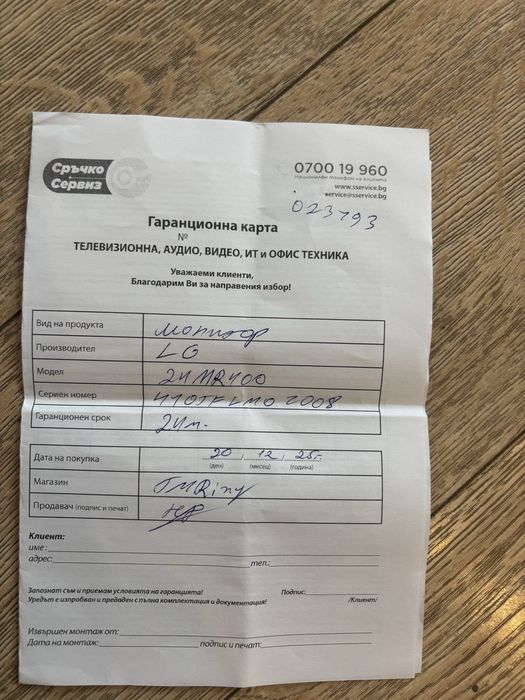 Сръчко
Сервиз
0700 19 960
Национален телефон на клиента
www.sservice.bg
service@sservice.bg
023793
Гаранционна карта
№
ТЕЛЕВИЗИОННА, АУДИО, ВИДЕО, ИТ и ОФИС ТЕХНИКА
Уважаеми клиенти,
Благодарим Ви за направения избор!
Вид на продукта монитор
Производител LG
Модел 24MR400
Сериен номер
Гаранционен срок 24м.
Дата на покупка 20, 12, 25г.
(ден) (месец) (година)
Магазин
Продавач (подпис и печат)
Клиент:
име:
адрес: тел.:
Запознат съм и приемам условията на гаранцията! Подпис:
Уредът е изпробван и предаден с пълна комплектация и документация! /Клиент/
Извършен монтаж от:
Дата на монтаж: подпис и печат: